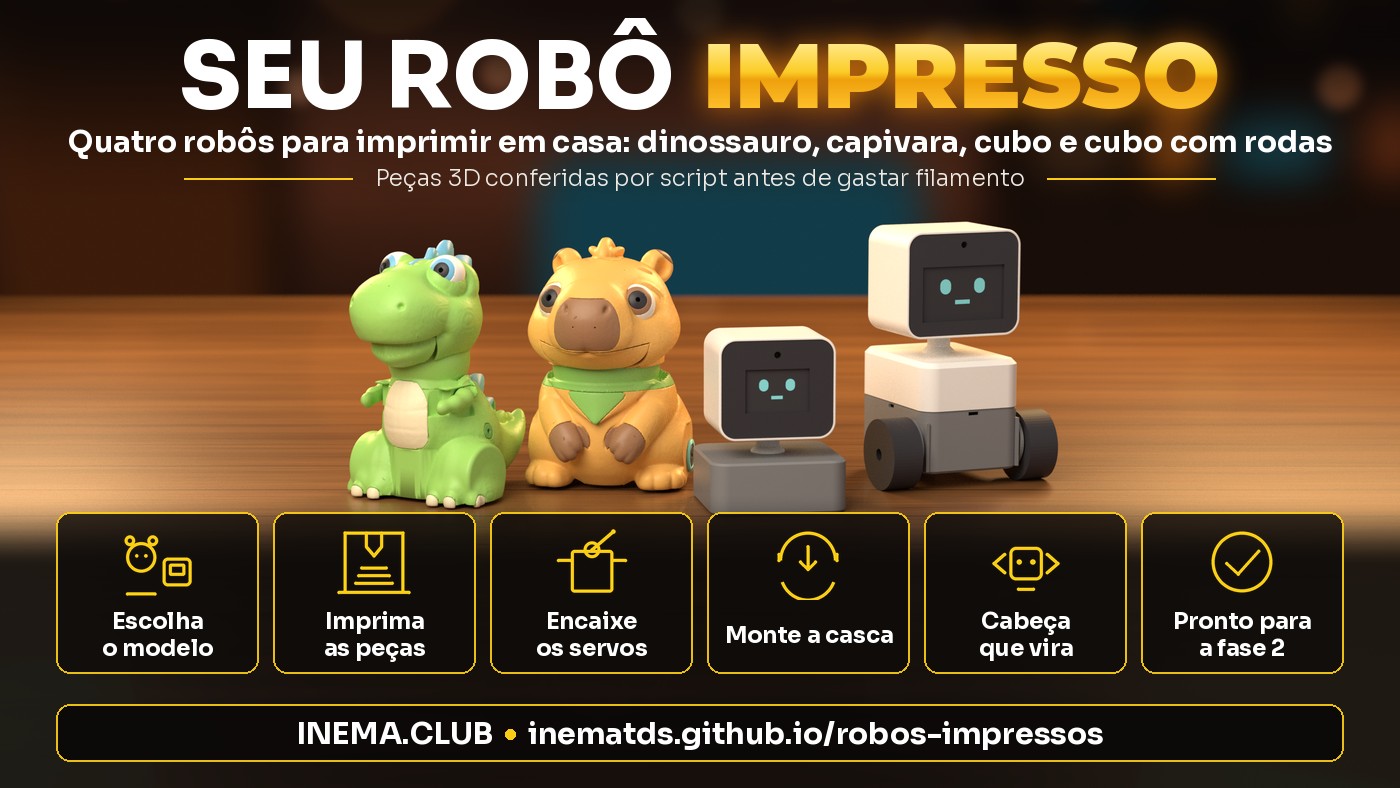 SEU ROBÔ IMPRESSO
Quatro robôs para imprimir em casa: dinossauro, capivara, cubo e cubo com rodas
Peças 3D conferidas por script antes de gastar filamento
Escolha
o modelo
Imprima
as peças
Encaixe
os servos
Monte a casca
Cabeça
que vira
Pronto para
a fase 2
INEMA.CLUB • inematds.github.io/robos-impressos